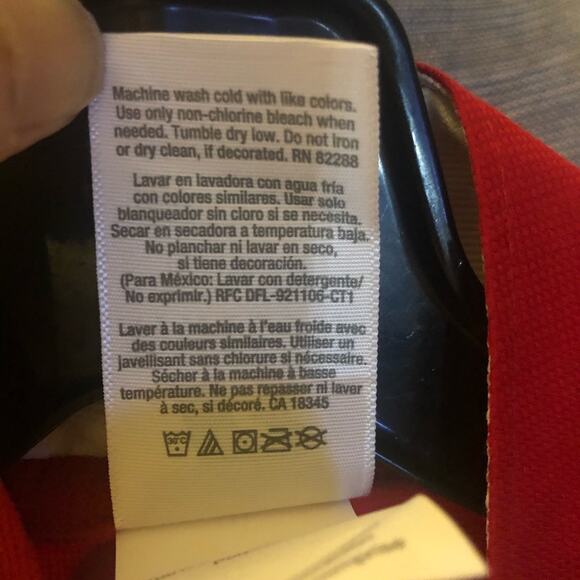 Machine wash cold with like colors.
Use only non-chlorine bleach when
needed. Tumble dry low. Do not iron
or dry clean, if decorated. RN 82288
Lavar en lavadora con agua fría
con colores similares. Usar solo
blanqueador sin cloro si se necesita.
Secar en secadora a temperatura baja.
No planchar ni lavar en seco,
si tiene decoración.
(Para México: Lavar con detergente/
No exprimir.) RFC DFL-921106-CT1
Laver à la machine à l'eau froide avec
des couleurs similaires. Utiliser un
javellisant sans chlorure si nécessaire.
Sécher à la machine à basse
température. Ne pas repasser ni laver
à sec, si décoré. CA 18345
30°C